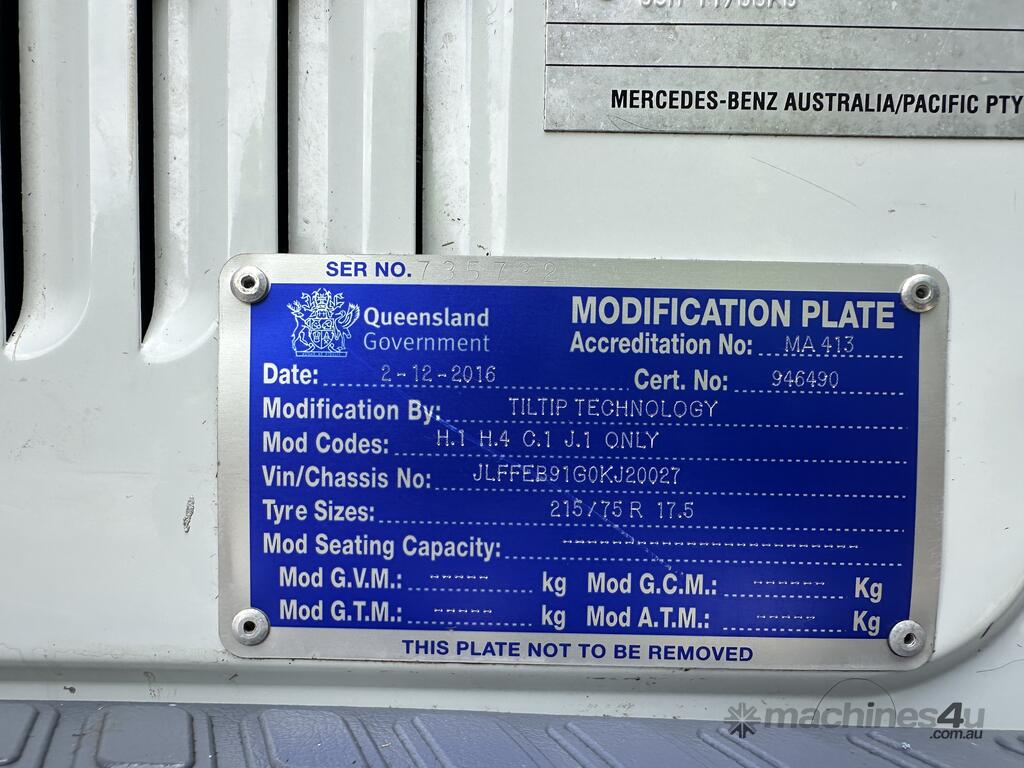 MERCEDES-BENZ AUSTRALIA/PACIFIC PTY
SER NO.
Queensland
Government
MODIFICATION PLATE
Accreditation No: MA 413
Date: 2-12-2016 Cert. No: 946490
Modification By: TILTIP TECHNOLOGY
Mod Codes: H.1 H.4 C.1 J.1 ONLY
Vin/Chassis No: JLFFEB91G0KJ20027
Tyre Sizes: 215/75 R 17.5
Mod Seating Capacity: -----------------------------
Mod G.V.M.: ----- kg Mod G.C.M.: ------ Kg
Mod G.T.M.: ----- kg Mod A.T.M.: ----- Kg
THIS PLATE NOT TO BE REMOVED
machines4u
.com.au